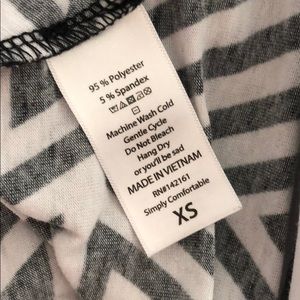 95 % Polyester
5 % Spandex
Machine Wash Cold
Gentle Cycle
Do Not Bleach
Hang Dry
or you'll be sad
MADE IN VIETNAM
RN#142161
Simply Comfortable
XS